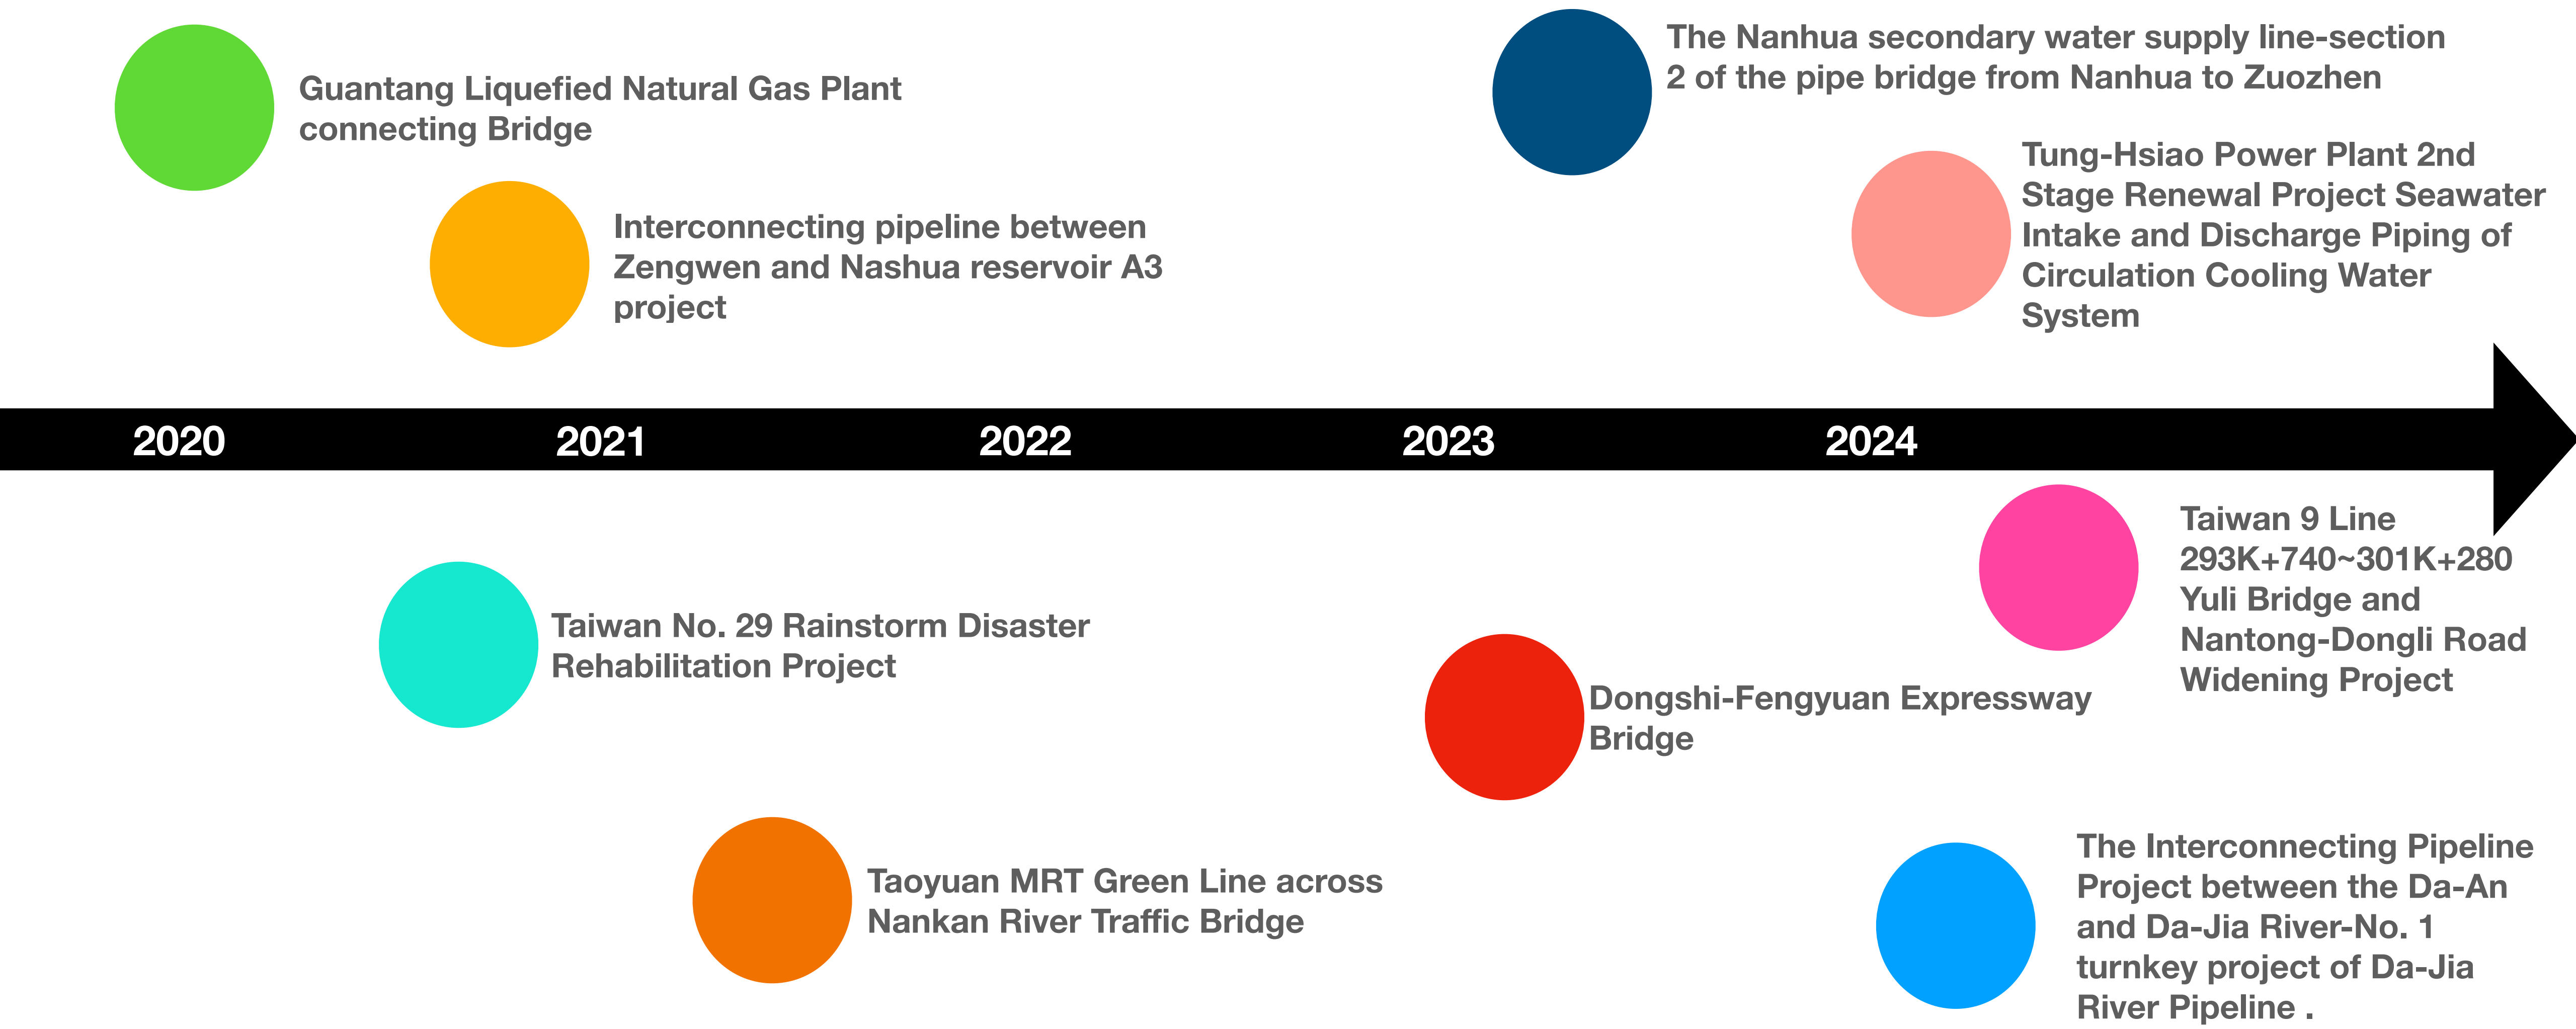 Guantang Liquefied Natural Gas Plant
connecting Bridge
Interconnecting pipeline between
Zengwen and Nashua reservoir A3
project
The Nanhua secondary water supply line-section
2 of the pipe bridge from Nanhua to Zuozhen
Tung-Hsiao Power Plant 2nd
Stage Renewal Project Seawater
Intake and Discharge Piping of
Circulation Cooling Water
System
2020 2021 2022 2023 2024
Taiwan No. 29 Rainstorm Disaster
Rehabilitation Project
Taoyuan MRT Green Line across
Nankan River Traffic Bridge
Dongshi-Fengyuan Expressway
Bridge
Taiwan 9 Line
293K+740~301K+280
Yuli Bridge and
Nantong-Dongli Road
Widening Project
The Interconnecting Pipeline
Project between the Da-An
and Da-Jia River-No. 1
turnkey project of Da-Jia
River Pipeline .